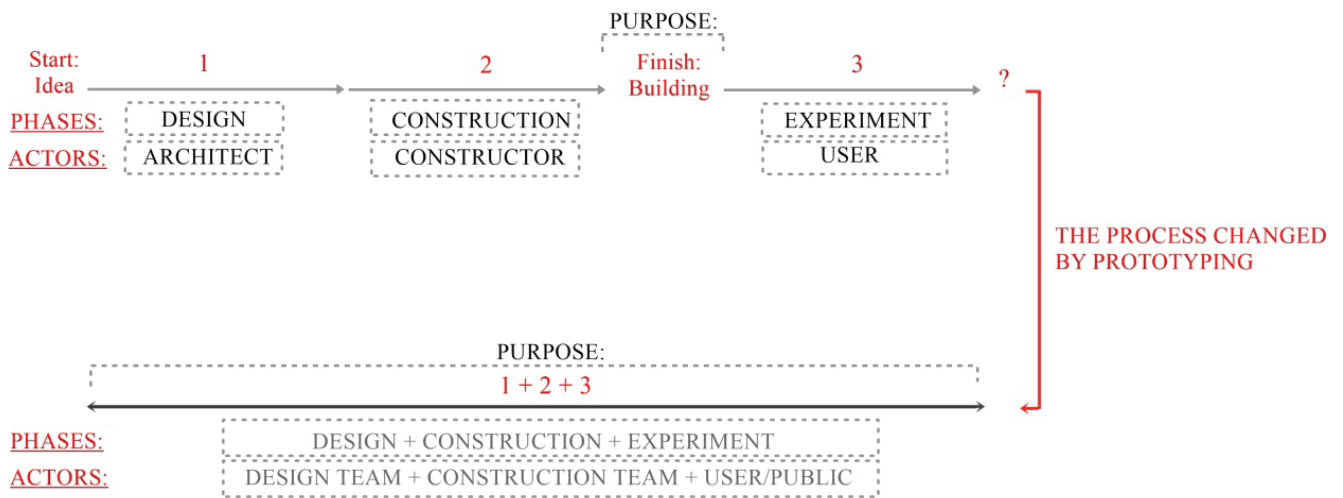 PURPOSE:
Start:
Idea
1
2
Finish:
Building
3
?
PHASES:
DESIGN
CONSTRUCTION
EXPERIMENT
ACTORS:
ARCHITECT
CONSTRUCTOR
USER
THE PROCESS CHANGED
BY PROTOTYPING
PURPOSE:
1 + 2 + 3
PHASES:
DESIGN + CONSTRUCTION + EXPERIMENT
ACTORS:
DESIGN TEAM + CONSTRUCTION TEAM + USER/PUBLIC